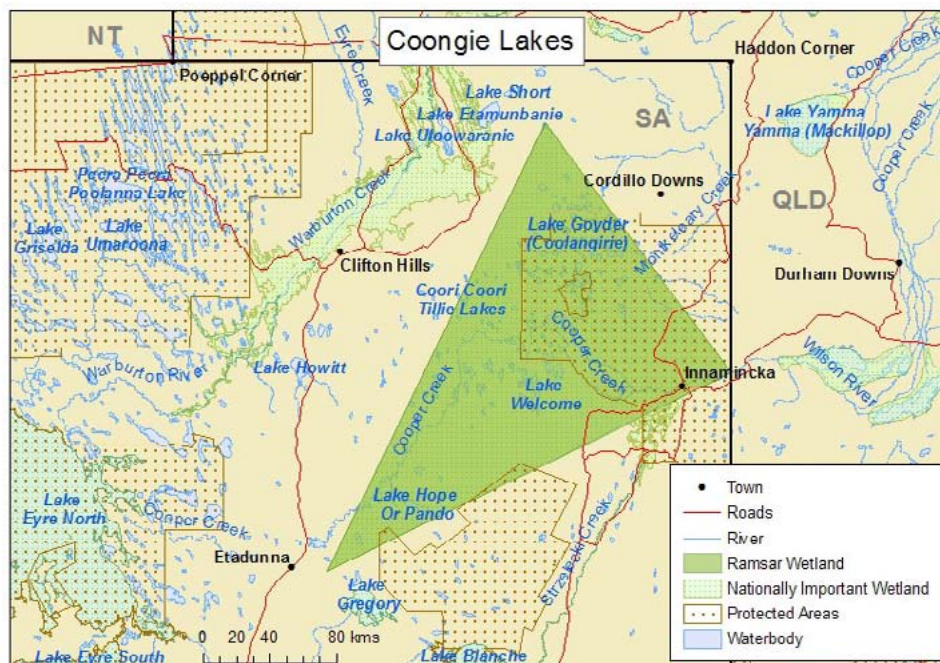 NT
Coongie Lakes
Haddon Corner
Poeppel Corner
Eyre Creek
Lake Short
Lake Etamunbanie
Lake Uloowaranie
SA
Cooper Creek
Lake Yamma
Yamma (Mackillop)
Cooper Creek
Peera Peera
Poolanna Lake
Cordillo Downs
QLD
Lake
Griselda
Lake
Umaroona
Warburton Creek
Lake Goyder
(Coolangirie)
Clifton Hills
Durham Downs
Coori Coori
Tillie Lakes
Warburton River
Lake Howitt
Cooper Creek
Cooper Creek
Lake
Welcome
Innamincka
Wilson River
Lake
Eyre North
Cooper Creek
Lake Hope
Or Pando
Etadunna
Strzelecki Creek
Lake
Gregory
Lake Eyre South
Lake Blanche
0 20 40 80 kms
Town
Roads
River
Ramsar Wetland
Nationally Important Wetland
Protected Areas
Waterbody